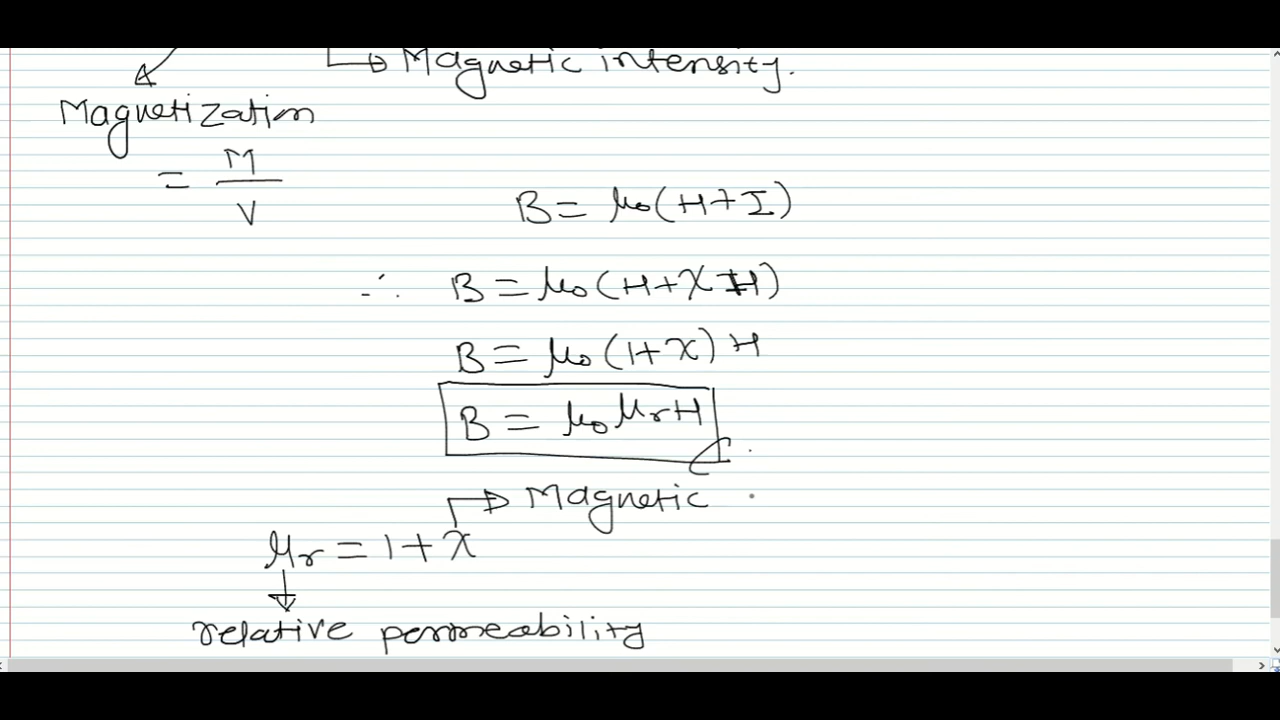 Magnetic intensity.
Magnetization
= M/V
B = μ₀(H+I)
∴ B = μ₀(H+χH)
B = μ₀(1+χ)H
B = μ₀μrH
Magnetic
μr = 1+χ
relative permeability